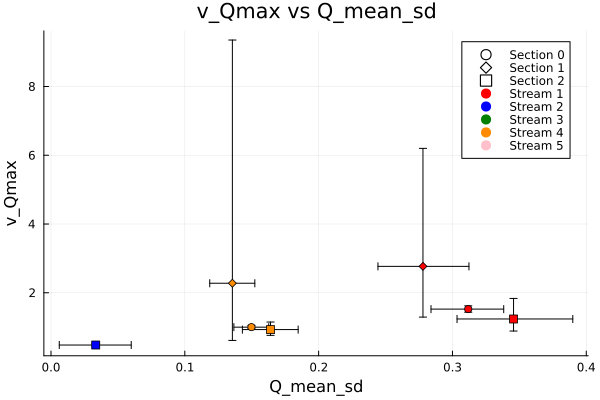 v_Qmax vs Q_mean_sd
Section 0
Section 1
Section 2
Stream 1
Stream 2
Stream 3
Stream 4
Stream 5
v_Qmax
8
6
4
2
0.0 0.1 0.2 0.3 0.4
Q_mean_sd